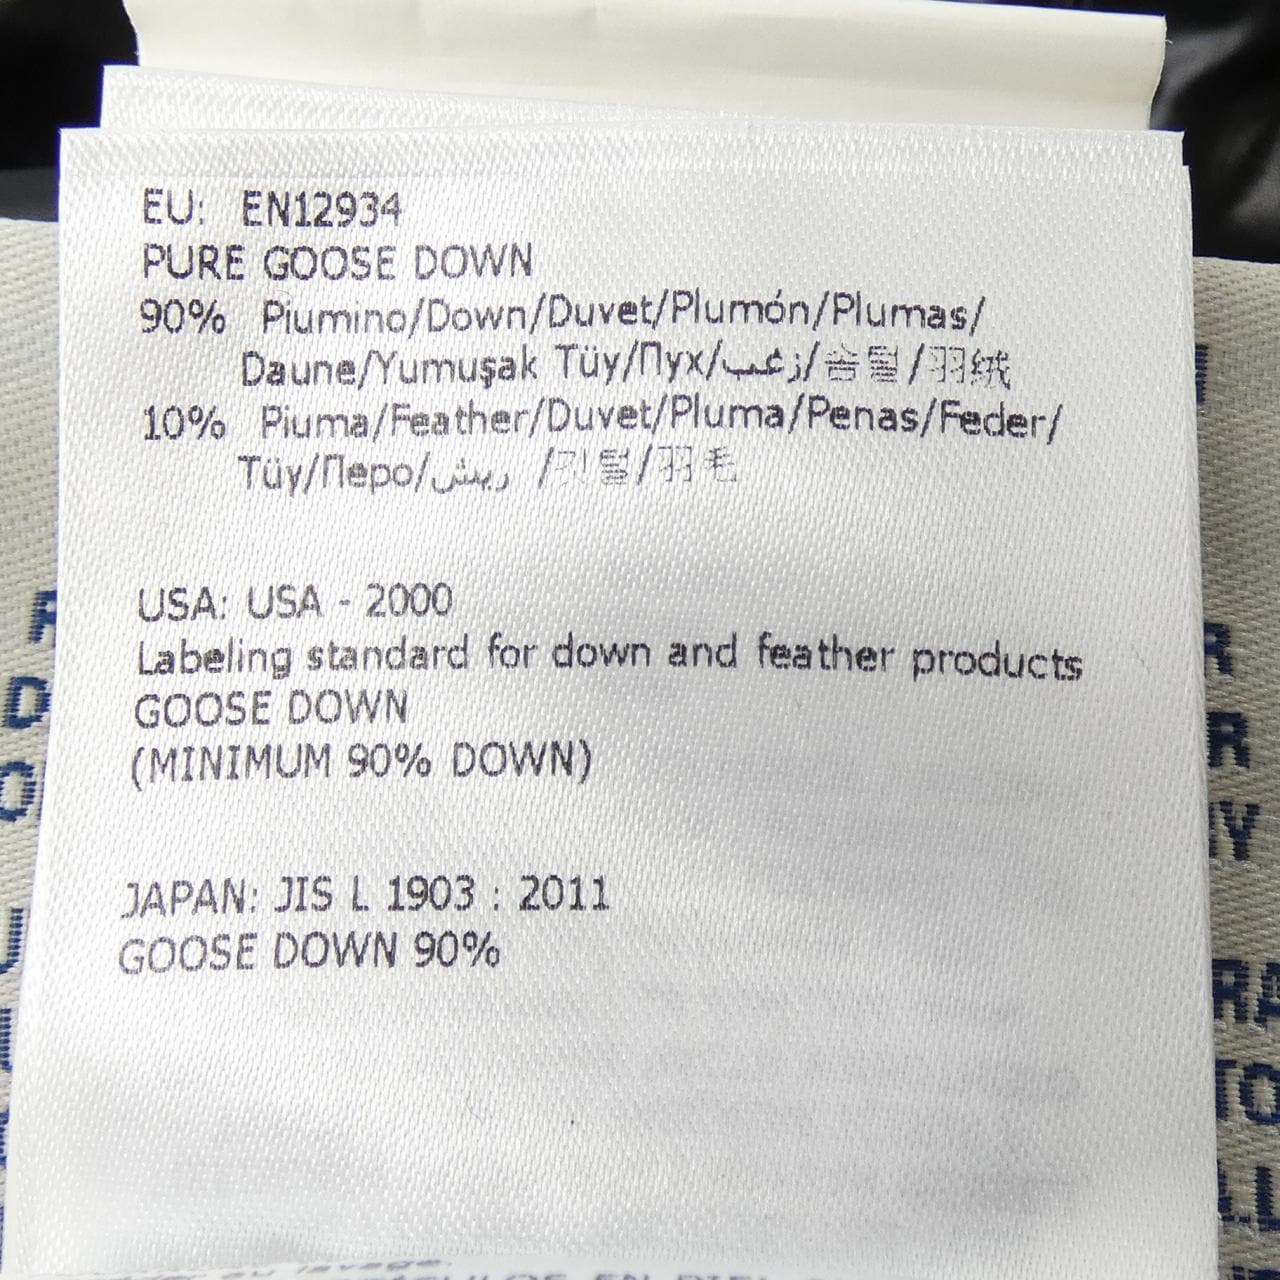 EU: EN12934
PURE GOOSE DOWN
90% Piumino/Down/Duvet/Plumón/Plumas/
Daune/Yumuşak Tüy/Пух/زغب/솜털/羽绒
10% Piuma/Feather/Duvet/Pluma/Penas/Feder/
Tüy/Перо/ريش /깃털/羽毛
USA: USA - 2000
Labeling standard for down and feather products
GOOSE DOWN
(MINIMUM 90% DOWN)
JAPAN: JIS L 1903 : 2011
GOOSE DOWN 90%